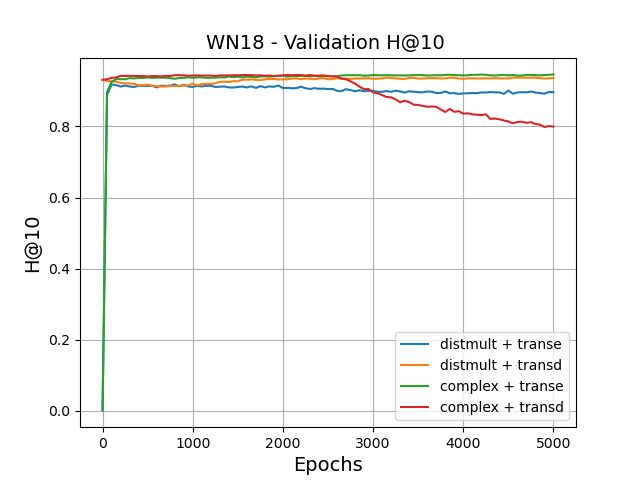 WN18 - Validation H@10
H@10
0.8
0.6
0.4
0.2
0.0
distmult + transe
distmult + transd
complex + transe
complex + transd
0 1000 2000 3000 4000 5000
Epochs